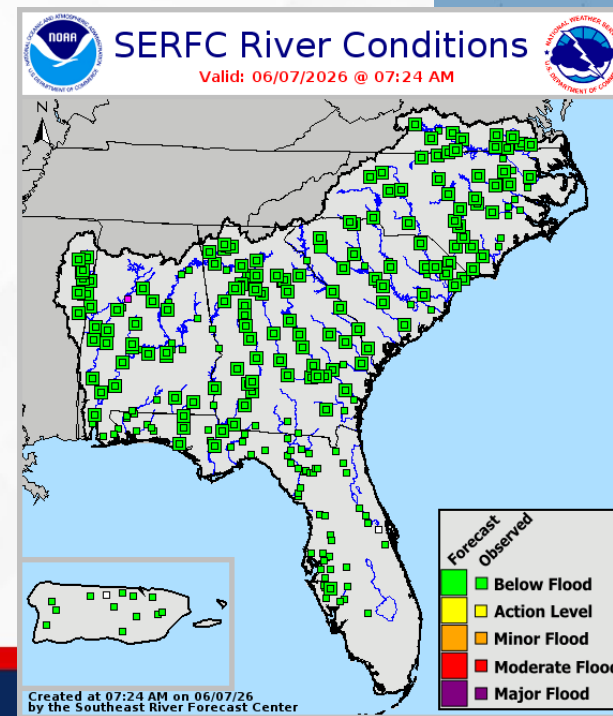 NOAA
SERFC River Conditions
Valid: 06/07/2026 @ 07:24 AM
N
Forecast
Observed
Below Flood
Action Level
Minor Flood
Moderate Flood
Major Flood
Created at 07:24 AM on 06/07/26
by the Southeast River Forecast Center